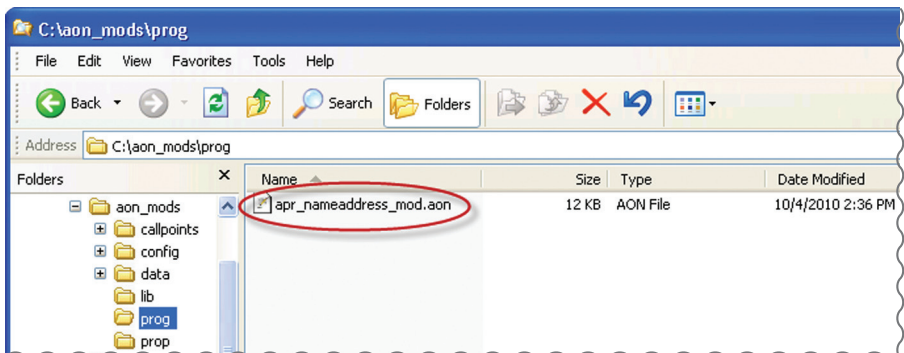 C:\aon_mods\prog
File Edit View Favorites Tools Help
Back Search Folders
Address C:\aon_mods\prog
Folders X Name Size Type Date Modified
aon_mods apr_nameaddress_mod.aon 12 KB AON File 10/4/2010 2:36 PM
callpoints
config
data
lib
prog
prop